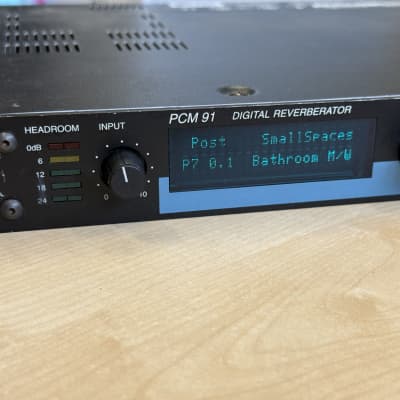 PCM 91 DIGITAL REVERBERATOR
HEADROOM INPUT
0dB
6
12
18
24
0 10
Post SmallSpaces
P7 0.1 Bathroom M/W